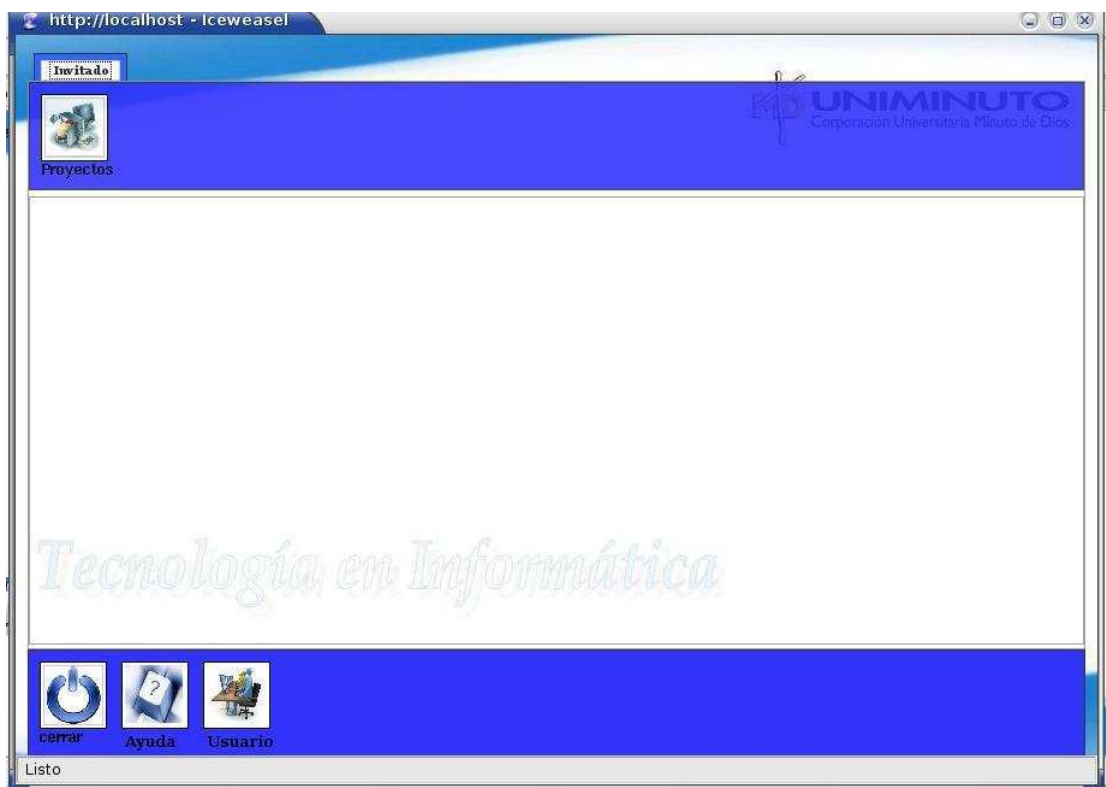 http://localhost - Iceweasel
Invitado
UNIMINUTO
Corporación Universitaria Minuto de Dios
Proyectos
Tecnología en Informática
?
cerrar
Ayuda
Usuario
Listo